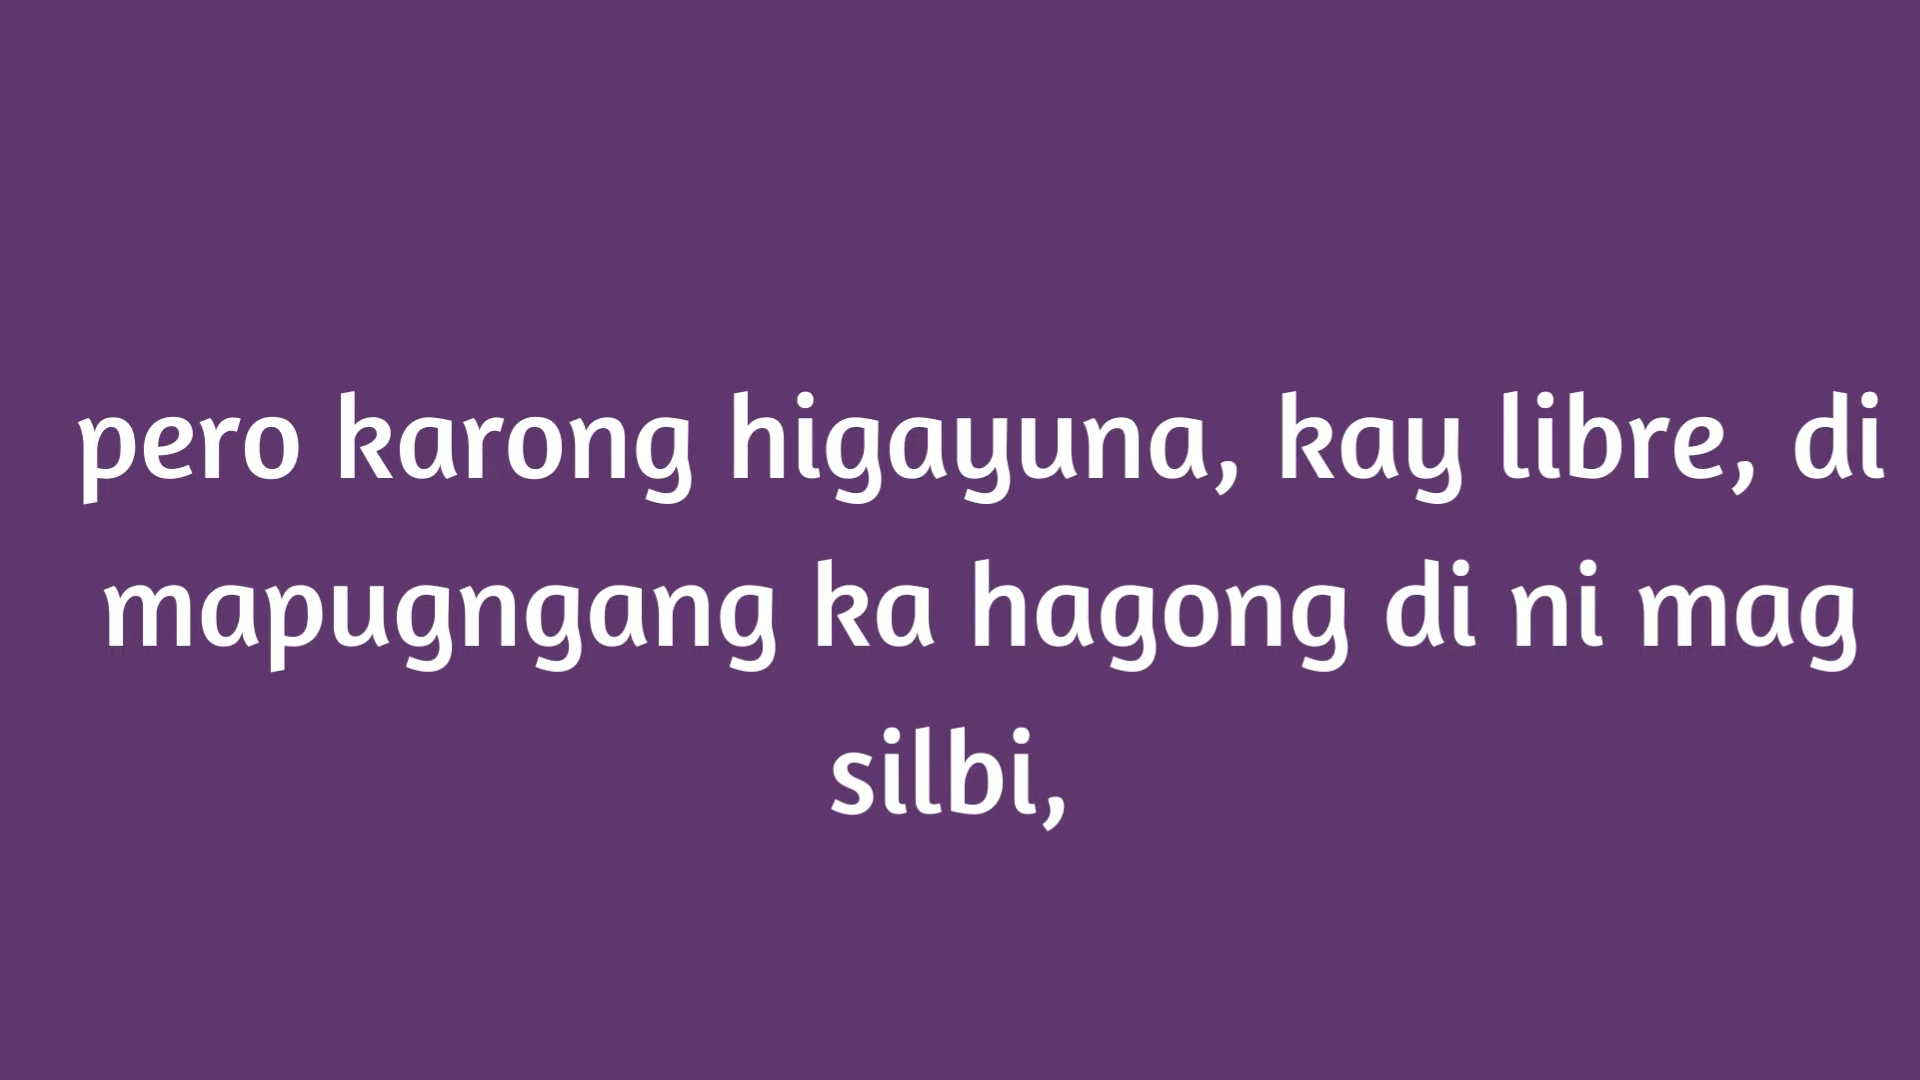 pero karong higayuna, kay libre, di
mapugngang ka hagong di ni mag
silbi,